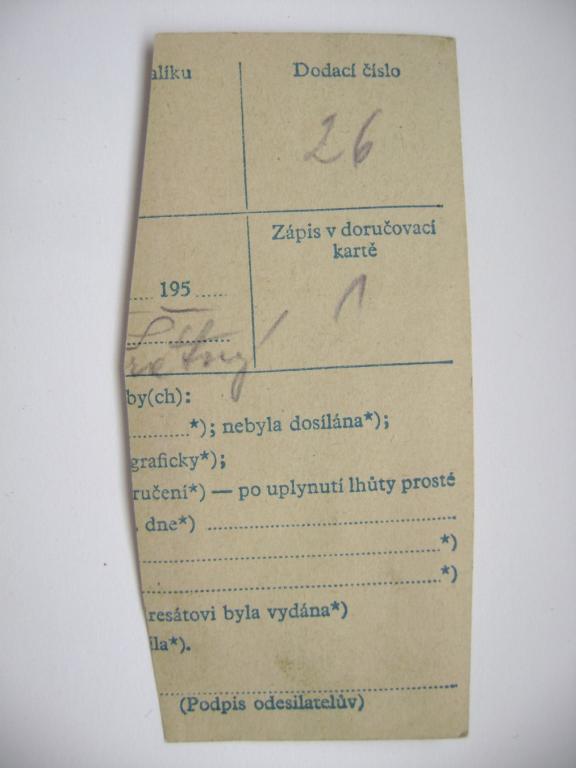 alíku
Dodací číslo
26
Zápis v doručovací
kartě
1
195
by(ch):
*); nebyla dosílána*);
graficky*);
ručení*) — po uplynutí lhůty prosté
dne*)
*)
*)
resátovi byla vydána*)
la*).
(Podpis odesilatelův)